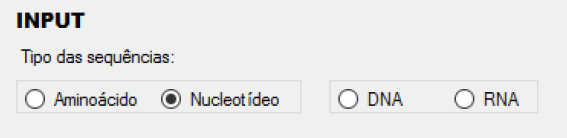 INPUT
Tipo das sequências:
Aminoácido Nucleotídeo DNA RNA